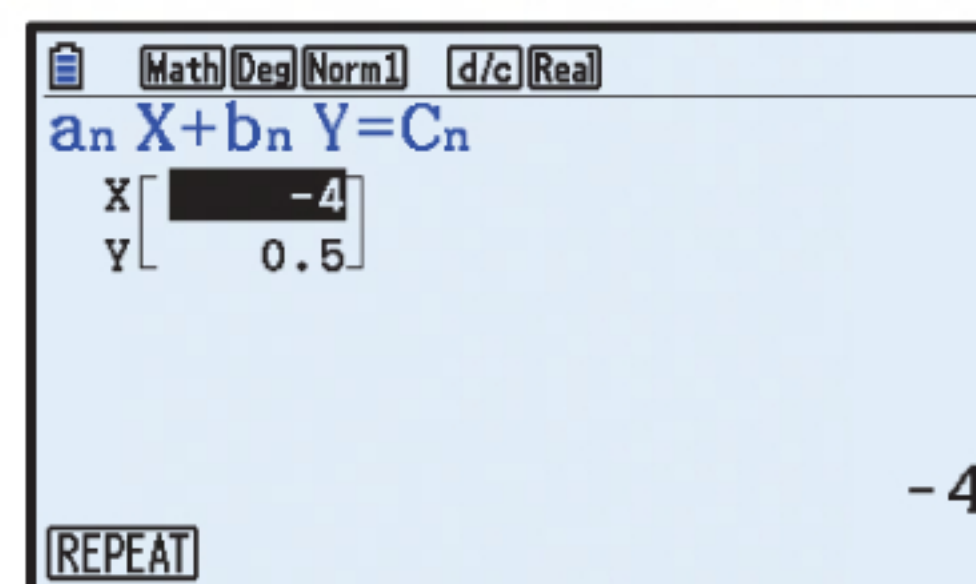 Math Deg Norm1 d/c Real
an X+bn Y=Cn
X[ -4]
Y[ 0.5]
-4
REPEAT